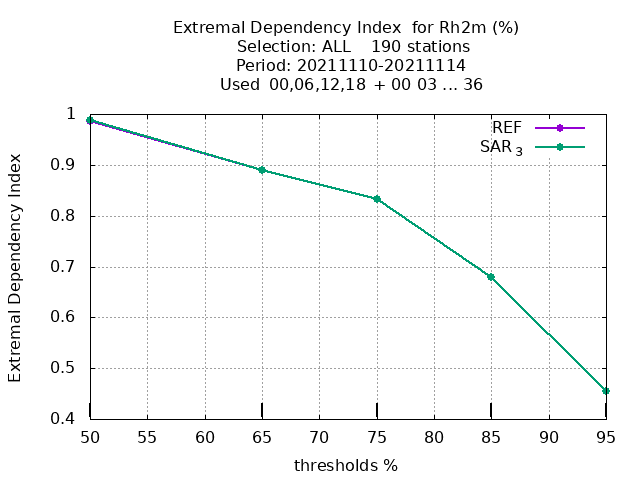 Extremal Dependency Index  for Rh2m (%)
Selection: ALL    190 stations
Period: 20211110-20211114
Used  00,06,12,18  + 00 03 ... 36
REF
SAR 3
Extremal Dependency Index
1
0.9
0.8
0.7
0.6
0.5
0.4
50 55 60 65 70 75 80 85 90 95
thresholds %